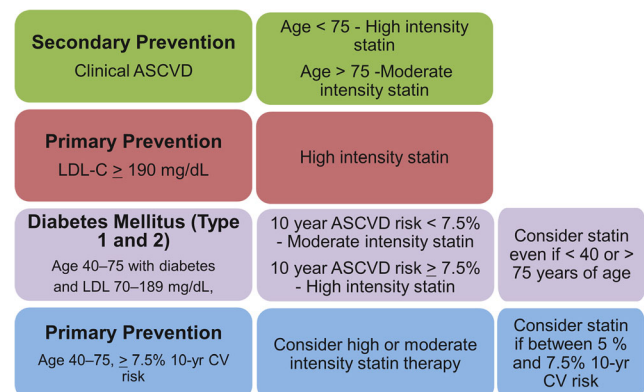 Secondary Prevention
Clinical ASCVD
Age < 75 - High intensity
statin
Age > 75 -Moderate
intensity statin
Primary Prevention
LDL-C ≥ 190 mg/dL
High intensity statin
Diabetes Mellitus (Type
1 and 2)
Age 40–75 with diabetes
and LDL 70–189 mg/dL,
10 year ASCVD risk < 7.5%
- Moderate intensity statin
10 year ASCVD risk ≥ 7.5%
- High intensity statin
Consider statin
even if < 40 or >
75 years of age
Primary Prevention
Age 40–75, ≥ 7.5% 10-yr CV
risk
Consider high or moderate
intensity statin therapy
Consider statin
if between 5 %
and 7.5% 10-yr
CV risk